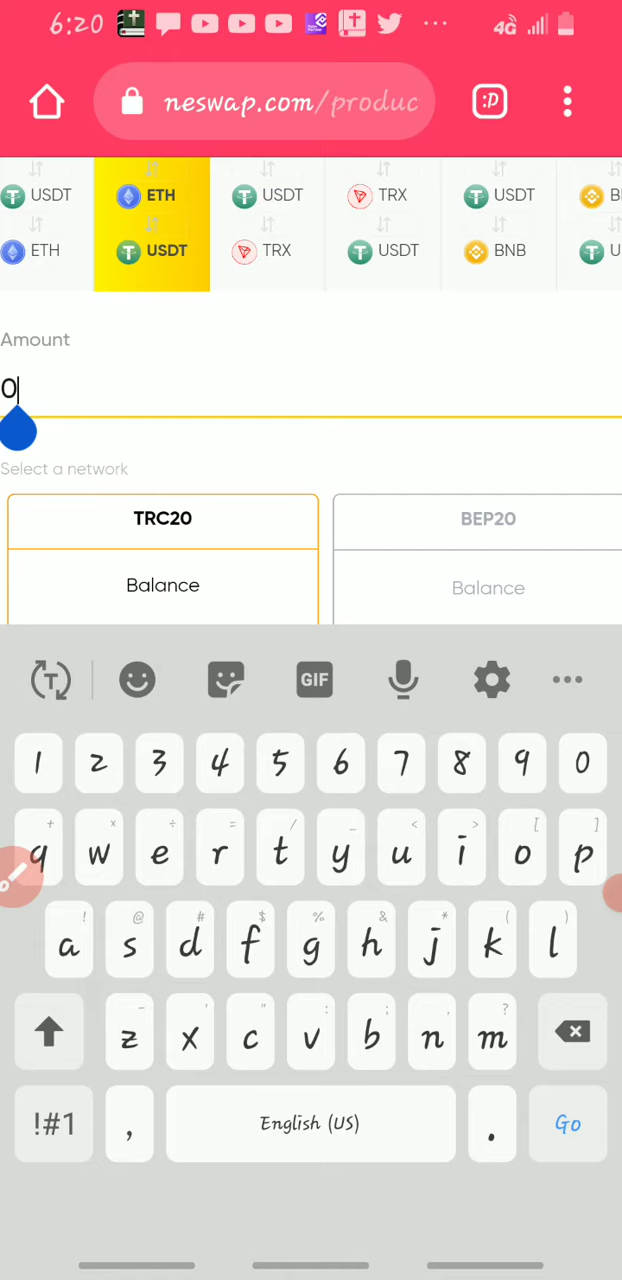 6:20 4G
neswap.com/produc :D
USDT ETH USDT TRX USDT B
ETH USDT TRX USDT BNB U
Amount
0
Select a network
TRC20 BEP20
Balance Balance
T GIF
1 2 3 4 5 6 7 8 9 0
+ × ÷ = / _ < > [ ]
q w e r t y u i o p
! @ # $ % & * ( )
a s d f g h j k l
- ' " : ; , ?
z x c v b n m
!#1 , English (US) . Go